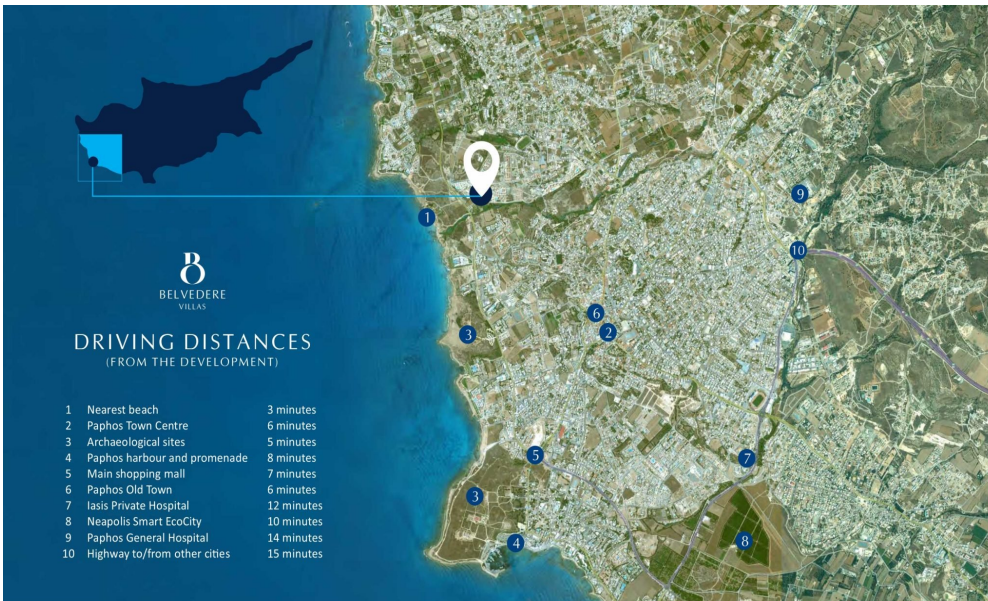 BELVEDERE
VILLAS
DRIVING DISTANCES
(FROM THE DEVELOPMENT)
1 Nearest beach 3 minutes
2 Paphos Town Centre 6 minutes
3 Archaeological sites 5 minutes
4 Paphos harbour and promenade 8 minutes
5 Main shopping mall 7 minutes
6 Paphos Old Town 6 minutes
7 Iasis Private Hospital 12 minutes
8 Neapolis Smart EcoCity 10 minutes
9 Paphos General Hospital 14 minutes
10 Highway to/from other cities 15 minutes
1
9
10
6
2
3
5
7
3
4
8